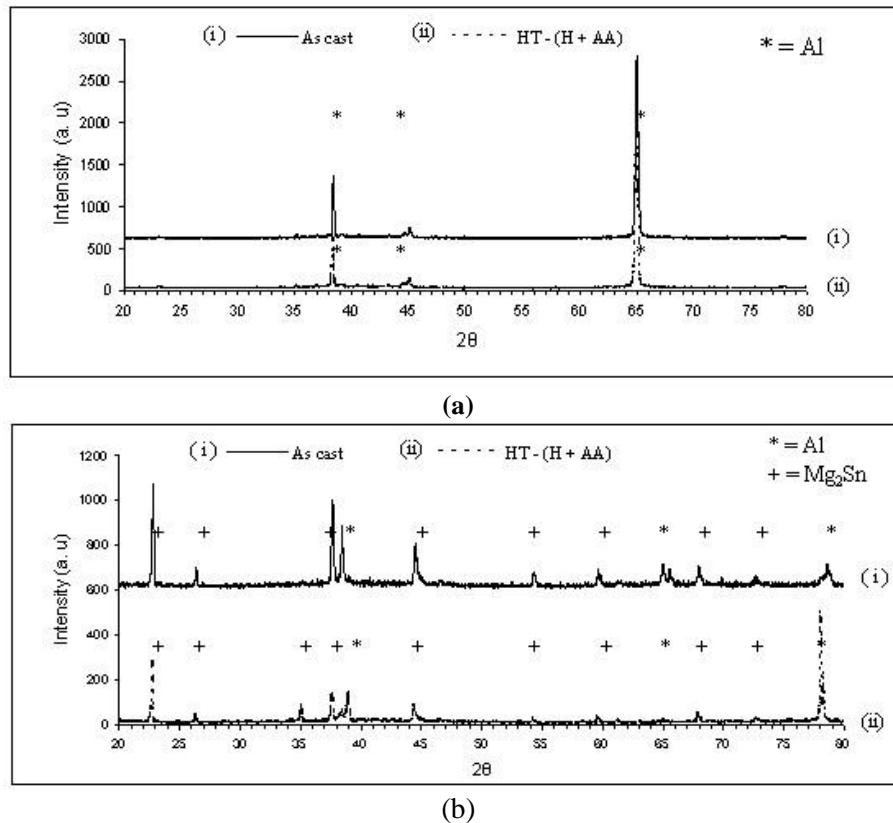 (i) As cast (ii) HT - (H + AA) * = Al
3000
2500
2000
1500
1000
500
0
Intensity (a. u)
* * *
(i)
* * *
(ii)
20 25 30 35 40 45 50 55 60 65 70 75 80
2θ
(a)
(i) As cast (ii) HT - (H + AA) * = Al
+ = Mg₂Sn
1200
1000
800
600
400
200
0
Intensity (a. u)
+ + + * + + + * + + *
(i)
+ + + + * + + + * + + *
(ii)
20 25 30 35 40 45 50 55 60 65 70 75 80
2θ
(b)